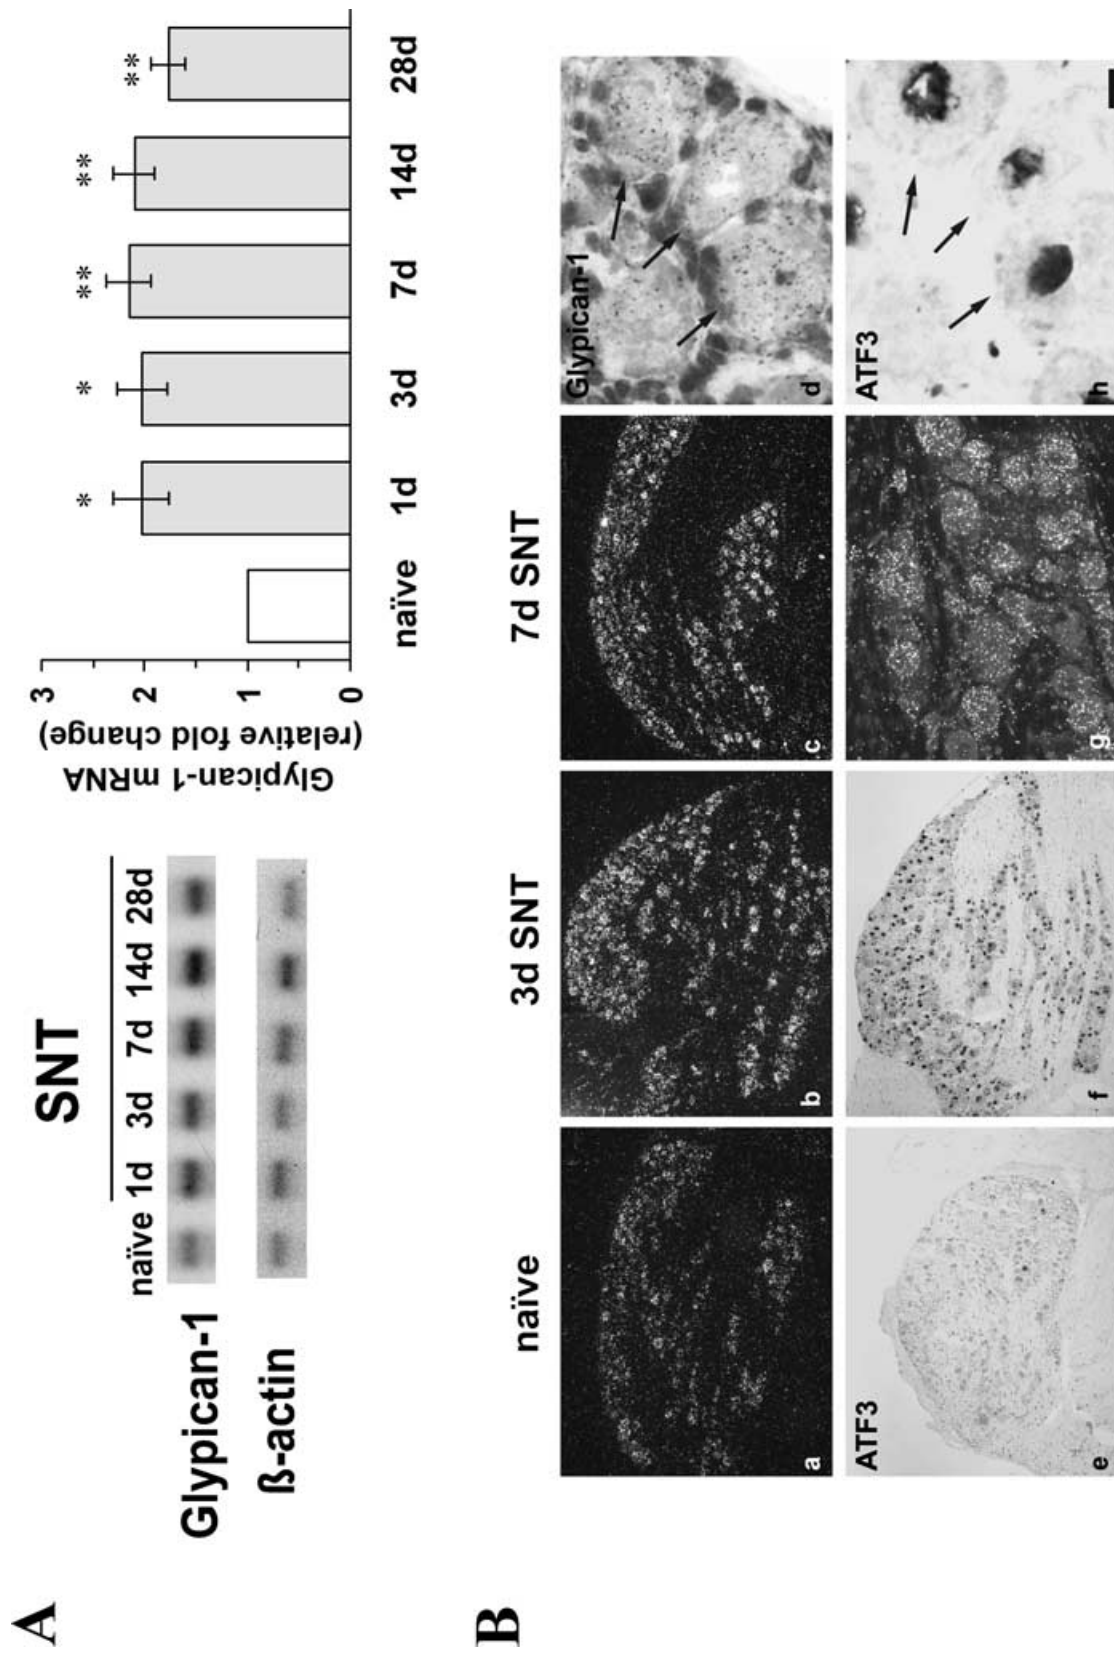 A
SNT
naïve 1d 3d 7d 14d 28d
Glypican-1
ß-actin
Glypican-1 mRNA
(relative fold change)
3
2
1
0
* * ** ** **
naïve 1d 3d 7d 14d 28d
B
naïve 3d SNT 7d SNT
a b c
Glypican-1
d
ATF3
e f g
ATF3
h